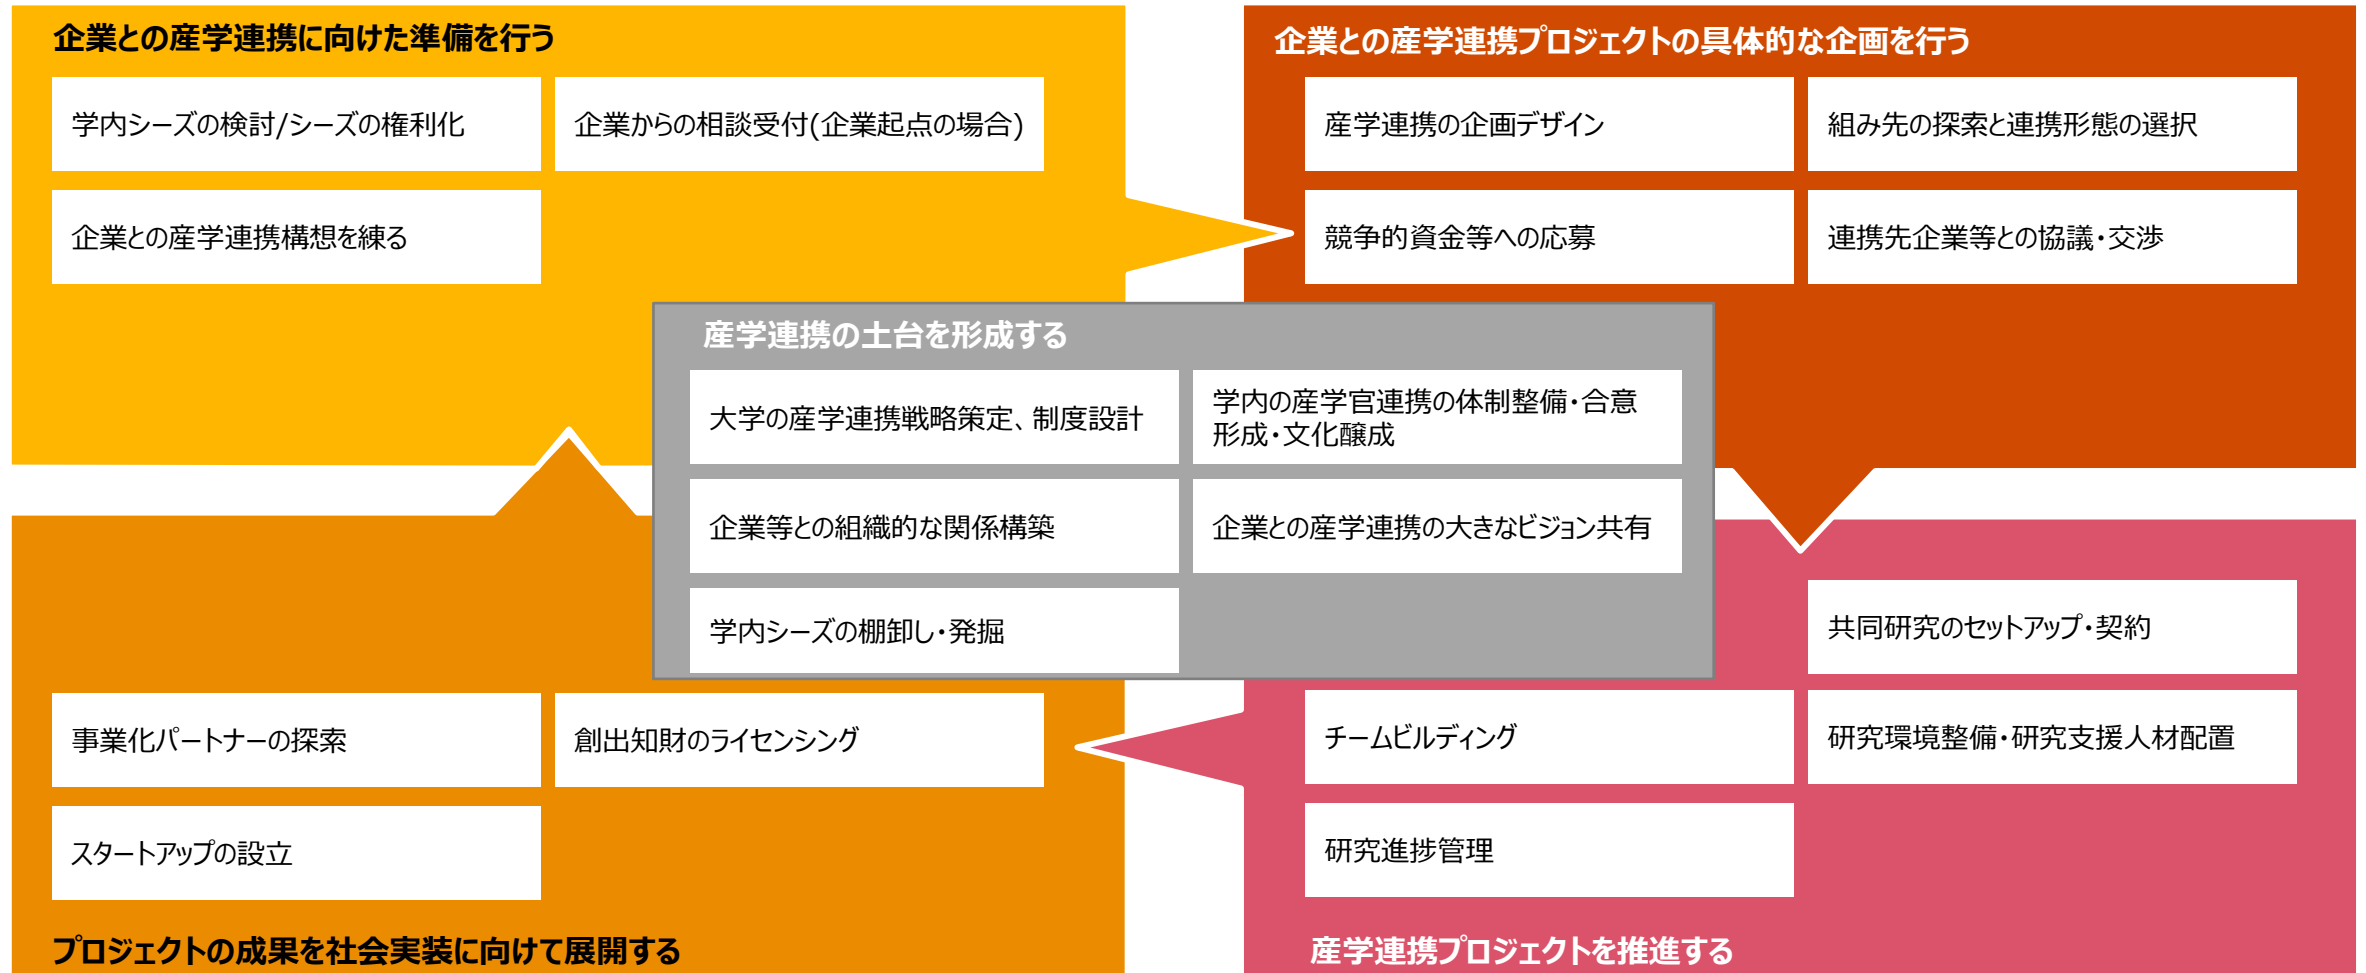 企業との産学連携に向けた準備を行う
学内シーズの検討/シーズの権利化
企業からの相談受付(企業起点の場合)
企業との産学連携構想を練る
企業との産学連携プロジェクトの具体的な企画を行う
産学連携の企画デザイン
組み先の探索と連携形態の選択
競争的資金等への応募
連携先企業等との協議・交渉
産学連携の土台を形成する
大学の産学連携戦略策定、制度設計
学内の産学官連携の体制整備・合意
形成・文化醸成
企業等との組織的な関係構築
企業との産学連携の大きなビジョン共有
学内シーズの棚卸し・発掘
共同研究のセットアップ・契約
チームビルディング
研究環境整備・研究支援人材配置
研究進捗管理
産学連携プロジェクトを推進する
事業化パートナーの探索
創出知財のライセンシング
スタートアップの設立
プロジェクトの成果を社会実装に向けて展開する